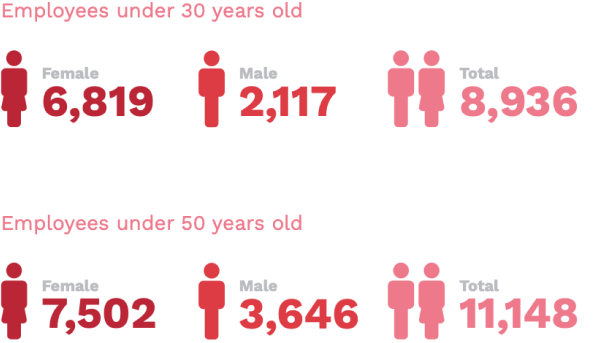 Employees under 30 years old
Female Male Total
6,819 2,117 8,936
Employees under 50 years old
Female Male Total
7,502 3,646 11,148